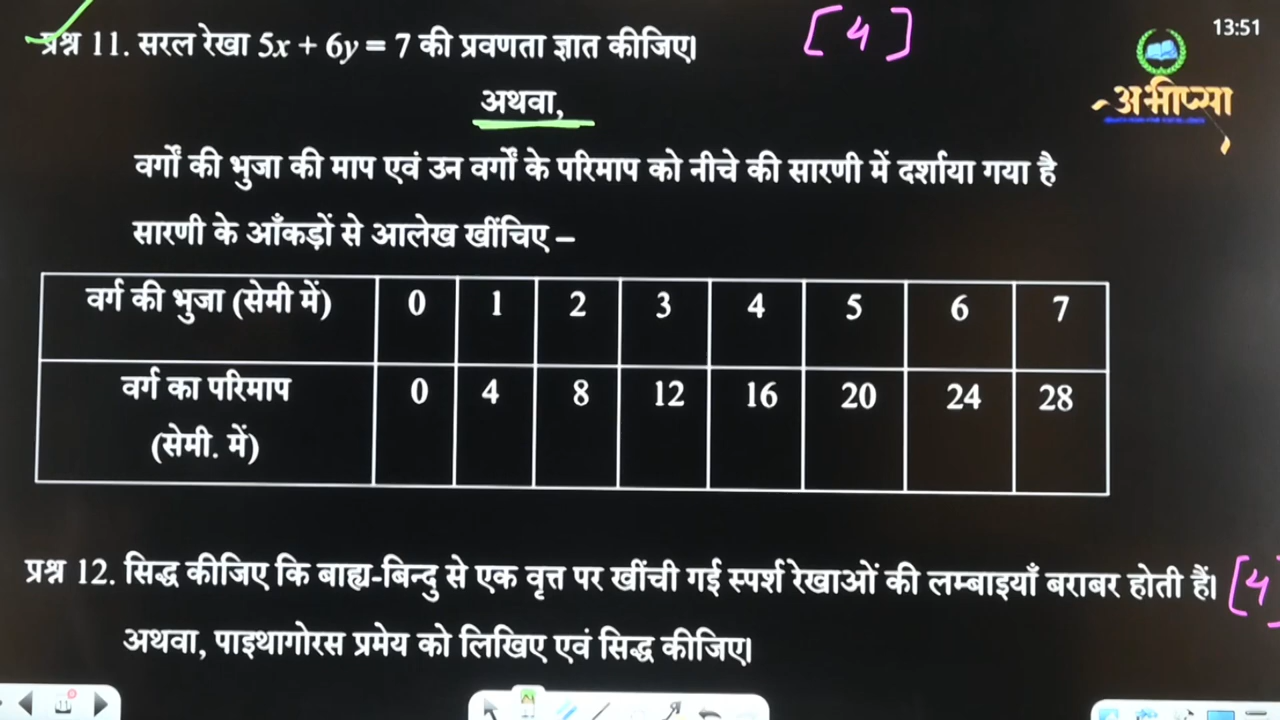 प्रश्न 11. सरल रेखा 5x + 6y = 7 की प्रवणता ज्ञात कीजिए।
[4]
13:51
अभीप्सा
अथवा,
वर्गों की भुजा की माप एवं उन वर्गों के परिमाप को नीचे की सारणी में दर्शाया गया है
सारणी के आँकड़ों से आलेख खींचिए –
वर्ग की भुजा (सेमी में) 0 1 2 3 4 5 6 7
वर्ग का परिमाप 0 4 8 12 16 20 24 28
(सेमी. में)
प्रश्न 12. सिद्ध कीजिए कि बाह्य-बिन्दु से एक वृत्त पर खींची गई स्पर्श रेखाओं की लम्बाइयाँ बराबर होती हैं। [4]
अथवा, पाइथागोरस प्रमेय को लिखिए एवं सिद्ध कीजिए।
11